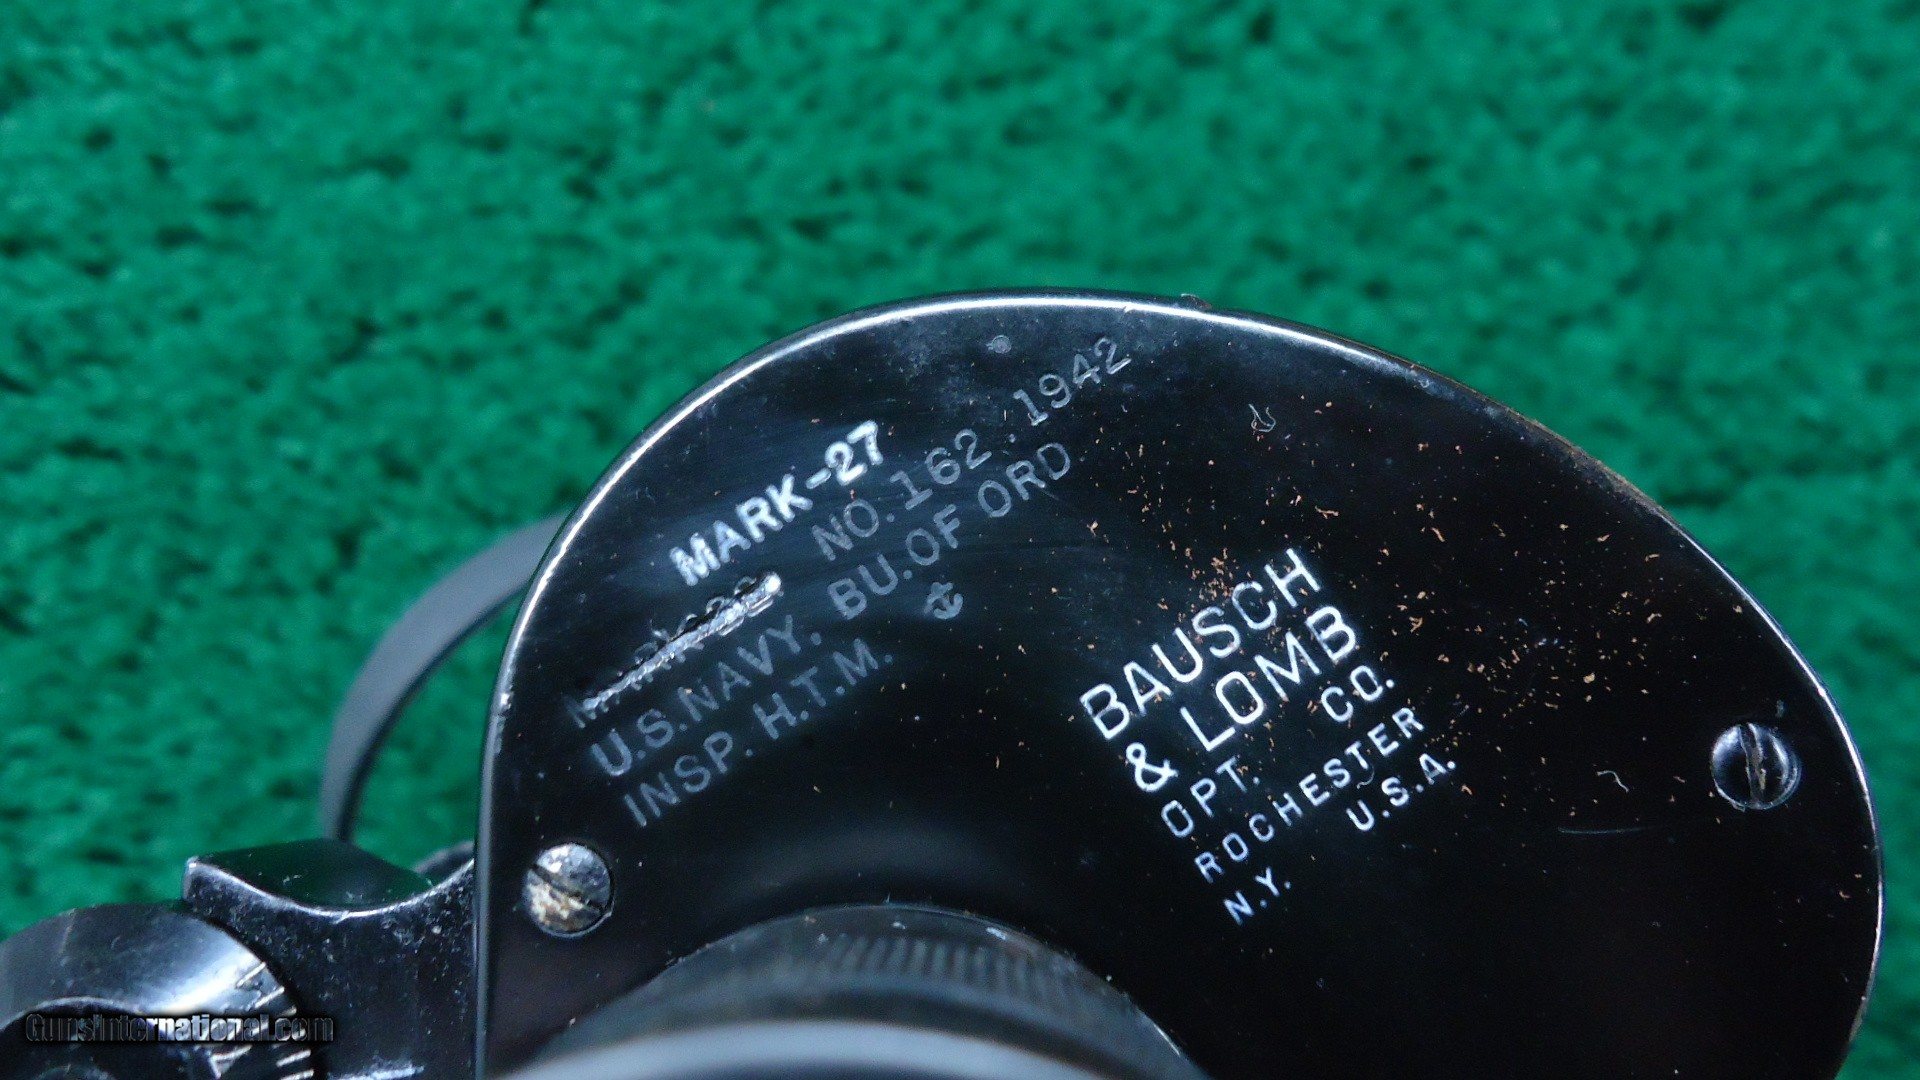 MARK-27
NO. 162. 1942
U.S. NAVY, BU. OF ORD.
INSP. H.T.M.
BAUSCH
& LOMB
OPT. CO.
ROCHESTER
N.Y. U.S.A.
GunsInternational.com